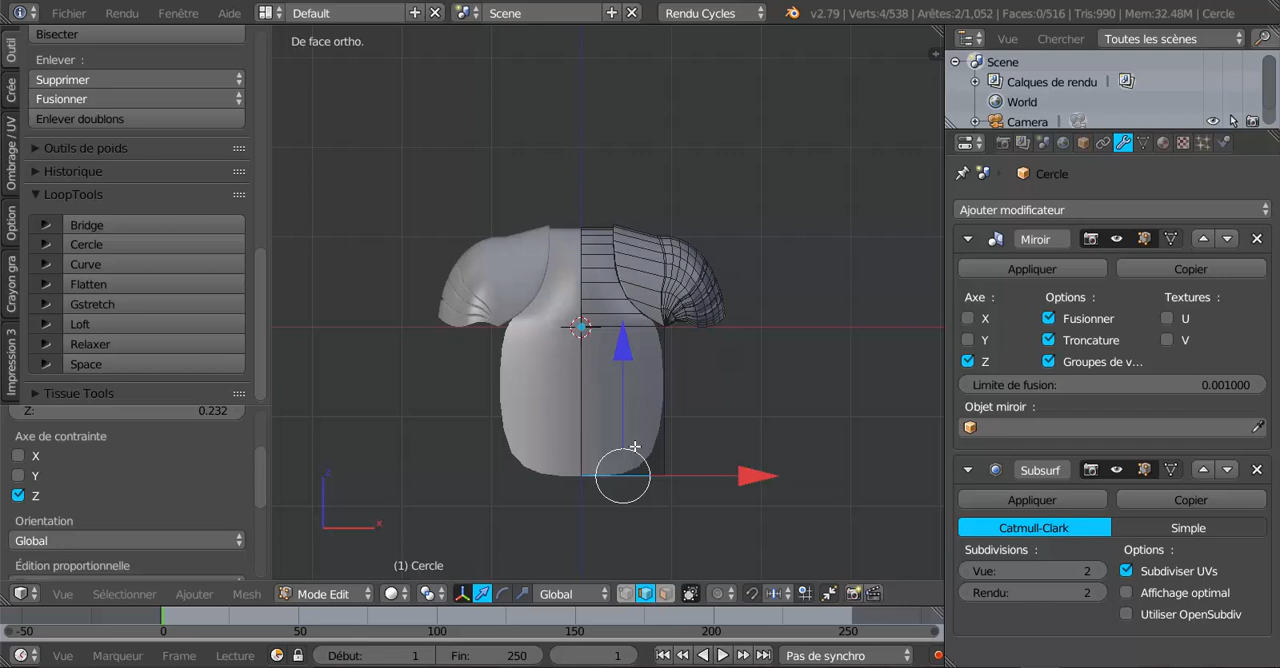 Fichier Rendu Fenêtre Aide Default Scene Rendu Cycles v2.79 | Verts:4/538 | Arêtes:2/1,052 | Faces:0/516 | Tris:990 | Mem:32.48M | Cercle
Outil
Crée
Ombrage / UV
Option
Crayon gra
Impression 3
Bisecter
Enlever :
Supprimer
Fusionner
Enlever doublons
Outils de poids
Historique
LoopTools
Bridge
Cercle
Curve
Flatten
Gstretch
Loft
Relaxer
Space
Tissue Tools
Z: 0.232
Axe de contrainte
X
Y
Z
Orientation
Global
Édition proportionnelle
De face ortho.
z
x
(1) Cercle
Vue Sélectionner Ajouter Mesh Mode Edit Global
-50 0 50 100 150 200 250
Vue Marqueur Frame Lecture Début: 1 Fin: 250 1 Pas de synchro
Vue Chercher Toutes les scènes
Scene
Calques de rendu |
World
Camera
Cercle
Ajouter modificateur
Miroir
Appliquer Copier
Axe : Options : Textures :
X Fusionner U
Y Troncature V
Z Groupes de v...
Limite de fusion: 0.001000
Objet miroir:
Subsurf
Appliquer Copier
Catmull-Clark Simple
Subdivisions : Options :
Vue: 2 Subdiviser UVs
Rendu: 2 Affichage optimal
Utiliser OpenSubdiv